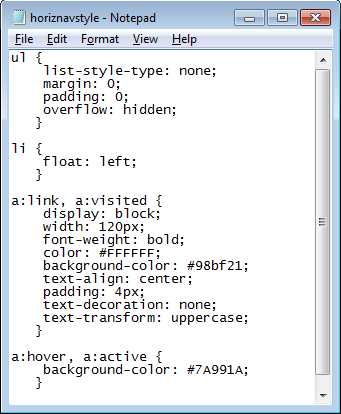 horiznavstyle - Notepad
File Edit Format View Help
ul {
    list-style-type: none;
    margin: 0;
    padding: 0;
    overflow: hidden;
   }

li {
    float: left;
   }

a:link, a:visited {
    display: block;
    width: 120px;
    font-weight: bold;
    color: #FFFFFF;
    background-color: #98bf21;
    text-align: center;
    padding: 4px;
    text-decoration: none;
    text-transform: uppercase;
   }

a:hover, a:active {
    background-color: #7A991A;
   }